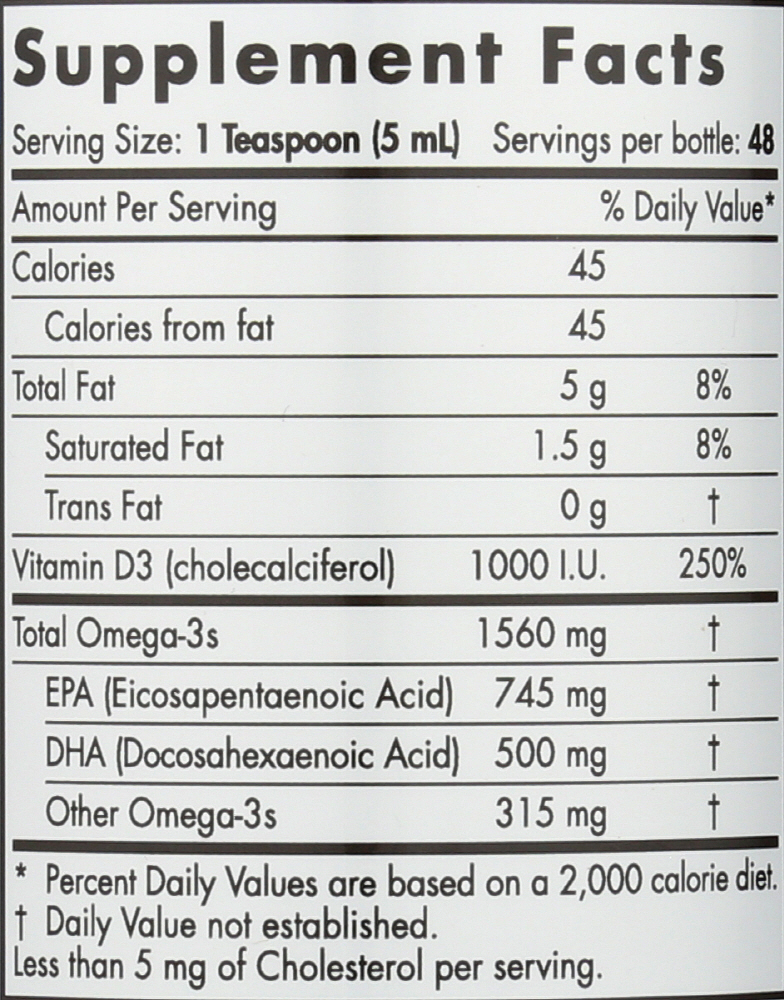 Supplement Facts
Serving Size: 1 Teaspoon (5 mL) Servings per bottle: 48
Amount Per Serving % Daily Value*
Calories 45
Calories from fat 45
Total Fat 5 g 8%
Saturated Fat 1.5 g 8%
Trans Fat 0 g †
Vitamin D3 (cholecalciferol) 1000 I.U. 250%
Total Omega-3s 1560 mg †
EPA (Eicosapentaenoic Acid) 745 mg †
DHA (Docosahexaenoic Acid) 500 mg †
Other Omega-3s 315 mg †
* Percent Daily Values are based on a 2,000 calorie diet.
† Daily Value not established.
Less than 5 mg of Cholesterol per serving.